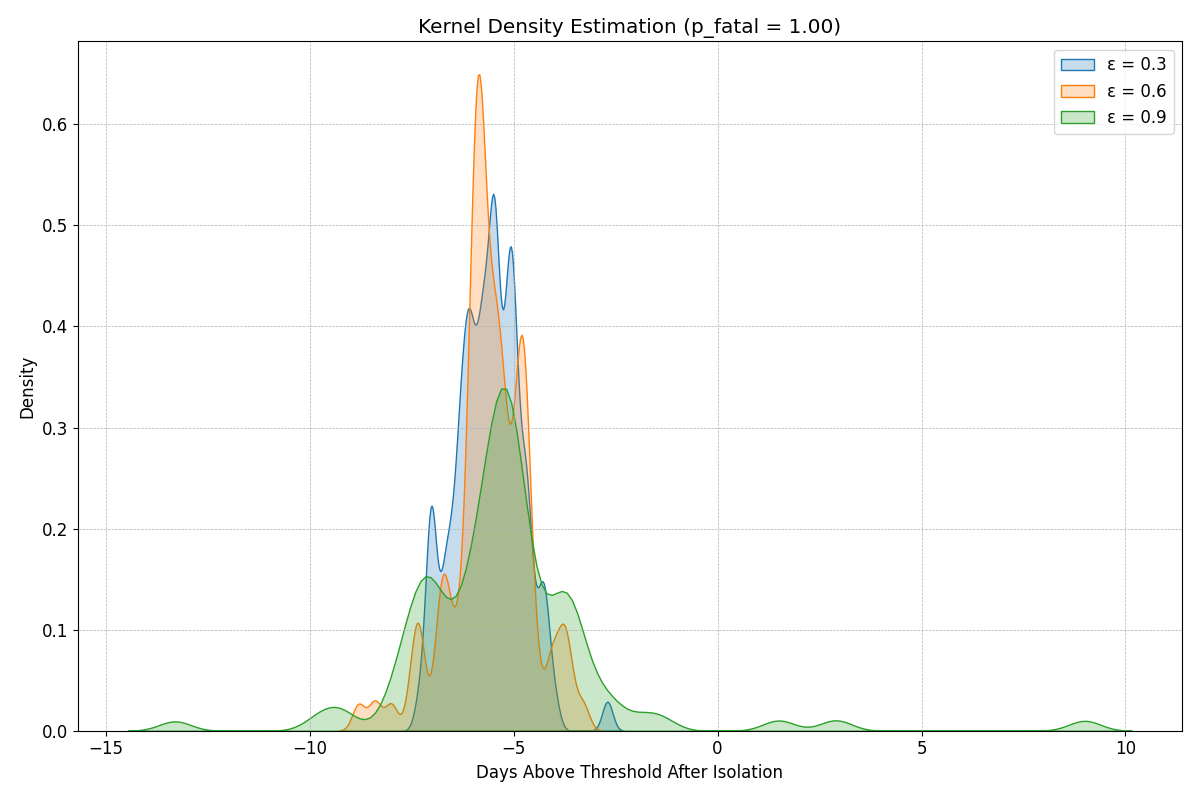 Kernel Density Estimation (p_fatal = 1.00)
ε = 0.3
ε = 0.6
ε = 0.9
Density
0.6
0.5
0.4
0.3
0.2
0.1
0.0
−15 −10 −5 0 5 10
Days Above Threshold After Isolation